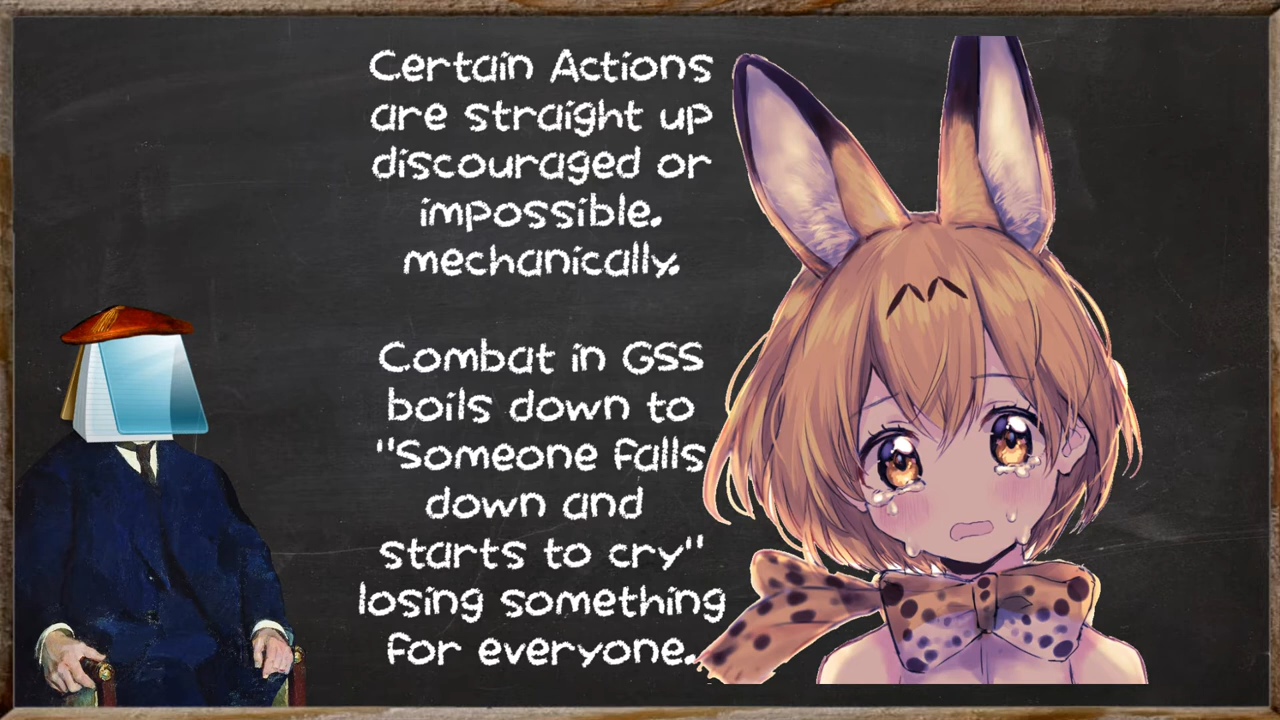 Certain Actions
are straight up
discouraged or
impossible.
mechanically.
Combat in GSS
boils down to
"Someone falls
down and
starts to cry"
losing something
for everyone.